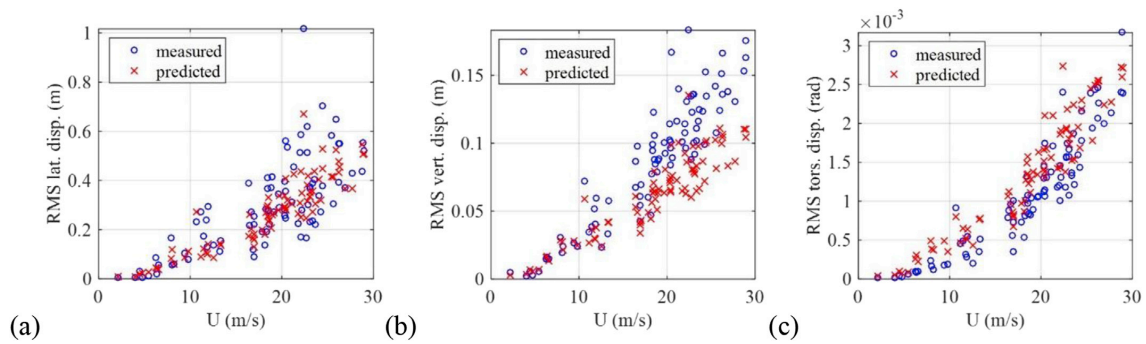 (a)
RMS lat. disp. (m)
1
0.8
0.6
0.4
0.2
0
measured
predicted
0 10 20 30
U (m/s)
(b)
RMS vert. disp. (m)
0.15
0.1
0.05
0
measured
predicted
0 10 20 30
U (m/s)
(c)
RMS tors. disp. (rad)
×10⁻³
3
2.5
2
1.5
1
0.5
0
measured
predicted
0 10 20 30
U (m/s)